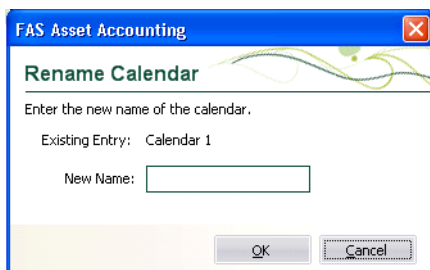 FAS Asset Accounting
Rename Calendar
Enter the new name of the calendar.
Existing Entry: Calendar 1
New Name:
OK Cancel